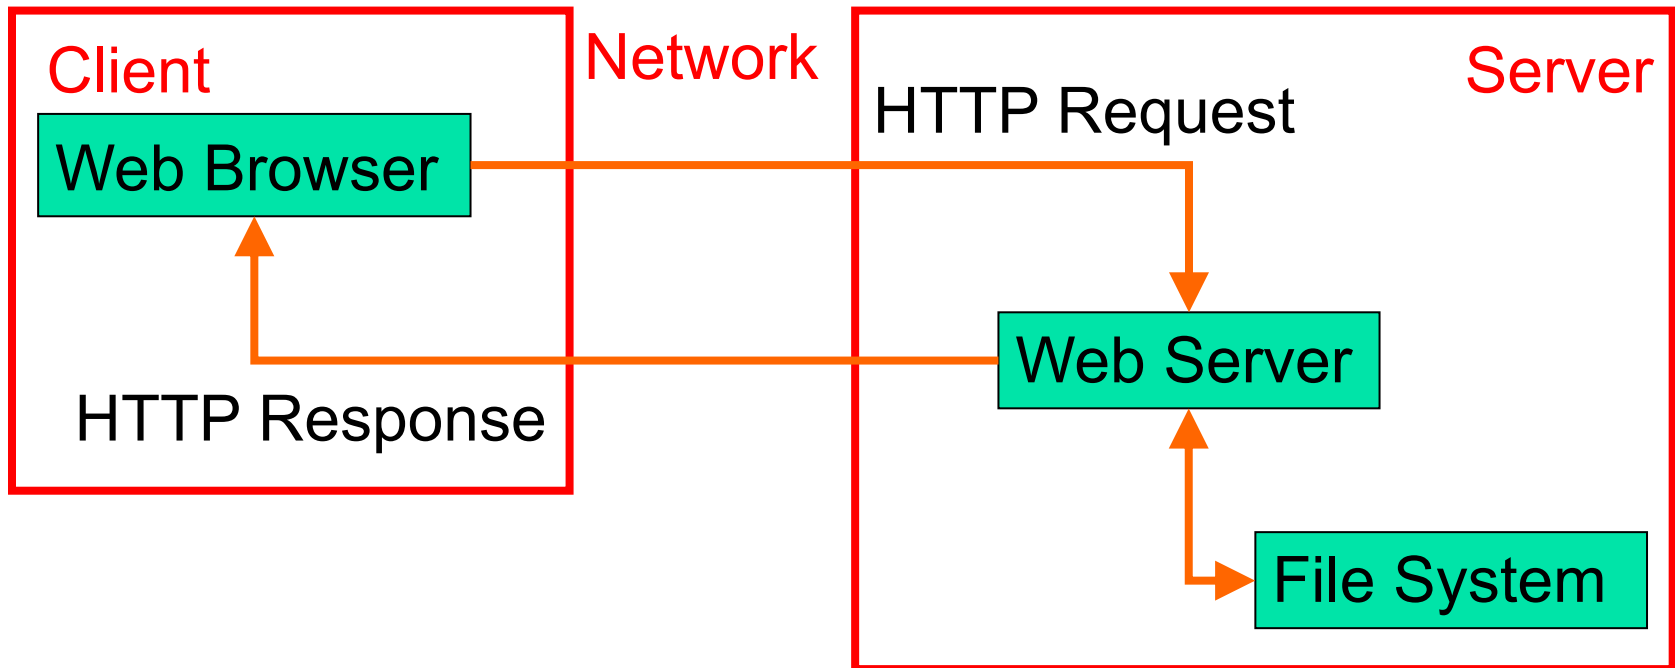 Client
Network
Server
HTTP Request
Web Browser
Web Server
HTTP Response
File System